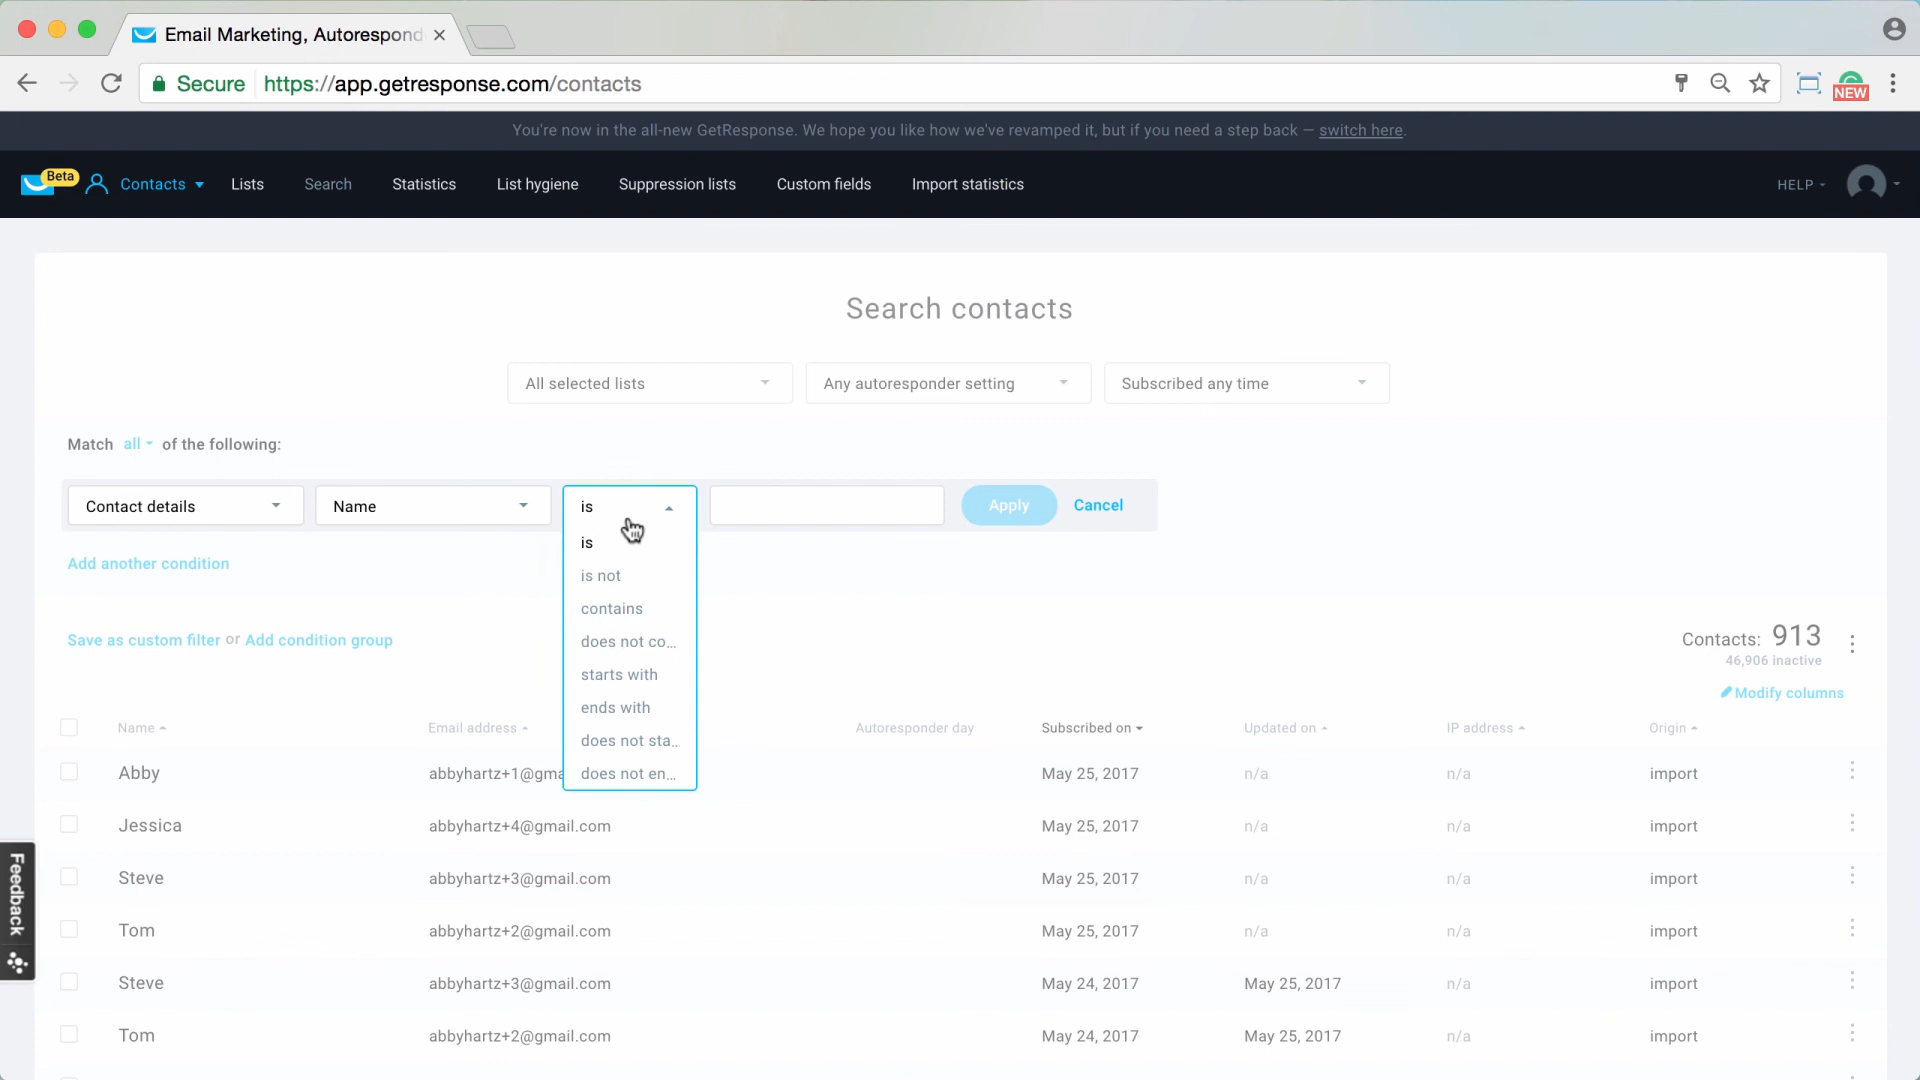 Email Marketing, Autorespond
Secure https://app.getresponse.com/contacts
NEW
You're now in the all-new GetResponse. We hope you like how we've revamped it, but if you need a step back — switch here.
Beta Contacts Lists Search Statistics List hygiene Suppression lists Custom fields Import statistics HELP
Search contacts
All selected lists Any autoresponder setting Subscribed any time
Match all of the following:
Contact details Name is Apply Cancel
is
is not
contains
does not co...
starts with
ends with
does not sta...
does not en...
Add another condition
Save as custom filter or Add condition group
Contacts: 913
46,906 inactive
Modify columns
Name Email address Autoresponder day Subscribed on Updated on IP address Origin
Abby abbyhartz+1@gma May 25, 2017 n/a n/a import
Jessica abbyhartz+4@gmail.com May 25, 2017 n/a n/a import
Steve abbyhartz+3@gmail.com May 25, 2017 n/a n/a import
Tom abbyhartz+2@gmail.com May 25, 2017 n/a n/a import
Steve abbyhartz+3@gmail.com May 24, 2017 May 25, 2017 n/a import
Tom abbyhartz+2@gmail.com May 24, 2017 May 25, 2017 n/a import
Feedback